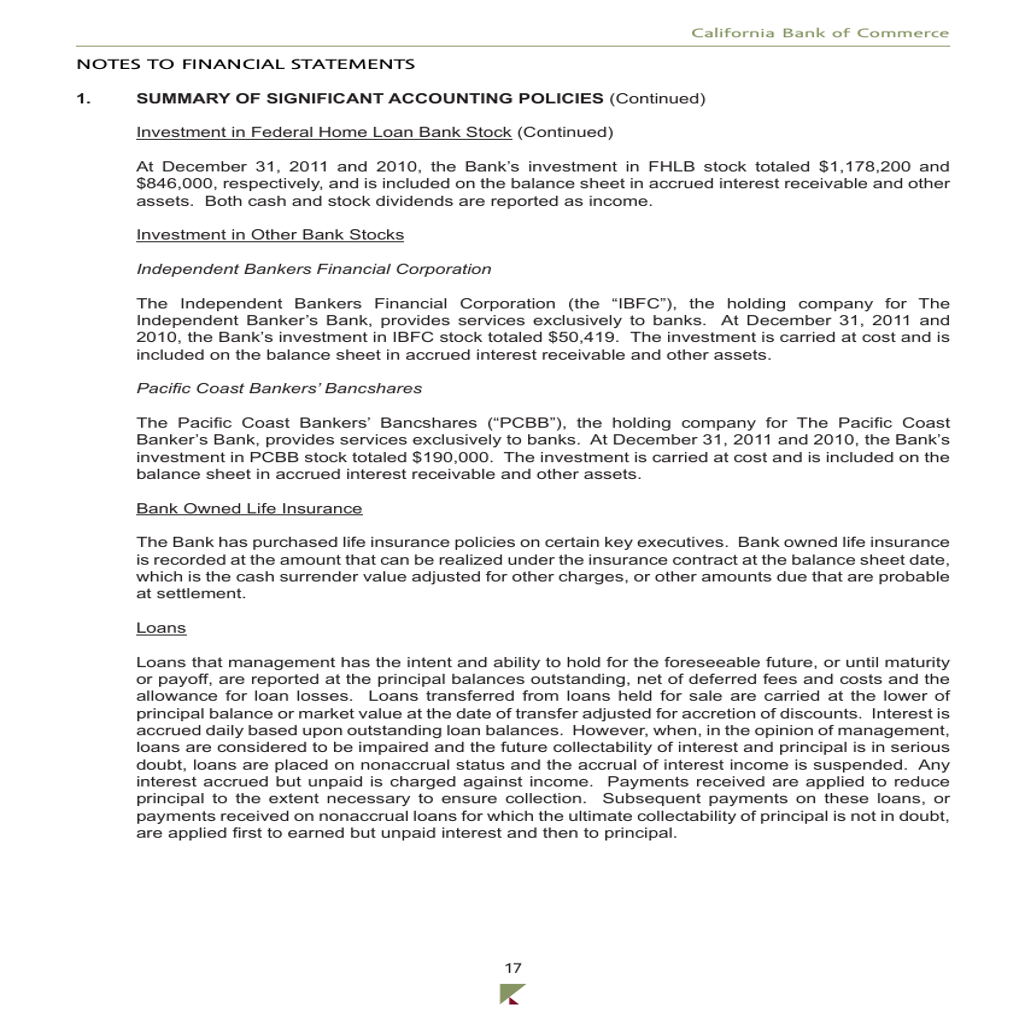 California Bank of Commerce
NOTES TO FINANCIAL STATEMENTS
1. SUMMARY OF SIGNIFICANT ACCOUNTING POLICIES (Continued)
Investment in Federal Home Loan Bank Stock (Continued)
At December 31, 2011 and 2010, the Bank’s investment in FHLB stock totaled $1,178,200 and
$846,000, respectively, and is included on the balance sheet in accrued interest receivable and other
assets. Both cash and stock dividends are reported as income.
Investment in Other Bank Stocks
Independent Bankers Financial Corporation
The Independent Bankers Financial Corporation (the “IBFC”), the holding company for The
Independent Banker’s Bank, provides services exclusively to banks. At December 31, 2011 and
2010, the Bank’s investment in IBFC stock totaled $50,419. The investment is carried at cost and is
included on the balance sheet in accrued interest receivable and other assets.
Pacific Coast Bankers’ Bancshares
The Pacific Coast Bankers’ Bancshares (“PCBB”), the holding company for The Pacific Coast
Banker’s Bank, provides services exclusively to banks. At December 31, 2011 and 2010, the Bank’s
investment in PCBB stock totaled $190,000. The investment is carried at cost and is included on the
balance sheet in accrued interest receivable and other assets.
Bank Owned Life Insurance
The Bank has purchased life insurance policies on certain key executives. Bank owned life insurance
is recorded at the amount that can be realized under the insurance contract at the balance sheet date,
which is the cash surrender value adjusted for other charges, or other amounts due that are probable
at settlement.
Loans
Loans that management has the intent and ability to hold for the foreseeable future, or until maturity
or payoff, are reported at the principal balances outstanding, net of deferred fees and costs and the
allowance for loan losses. Loans transferred from loans held for sale are carried at the lower of
principal balance or market value at the date of transfer adjusted for accretion of discounts. Interest is
accrued daily based upon outstanding loan balances. However, when, in the opinion of management,
loans are considered to be impaired and the future collectability of interest and principal is in serious
doubt, loans are placed on nonaccrual status and the accrual of interest income is suspended. Any
interest accrued but unpaid is charged against income. Payments received are applied to reduce
principal to the extent necessary to ensure collection. Subsequent payments on these loans, or
payments received on nonaccrual loans for which the ultimate collectability of principal is not in doubt,
are applied first to earned but unpaid interest and then to principal.
17